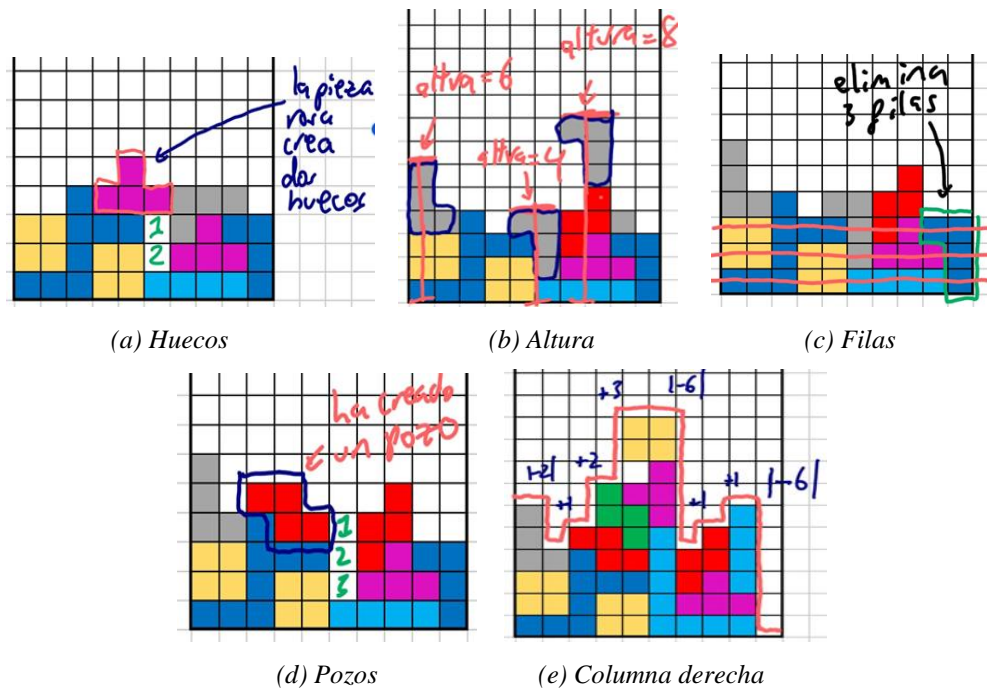 la pieza
rosa
crea
dos
huecos
1
2
(a) Huecos
altura = 8
altura = 6
altura = 4
(b) Altura
elimina
3 filas
(c) Filas
ha creado
un pozo
1
2
3
(d) Pozos
+3
|-6|
|-2|
+2
+1
+1
+1
|-6|
(e) Columna derecha